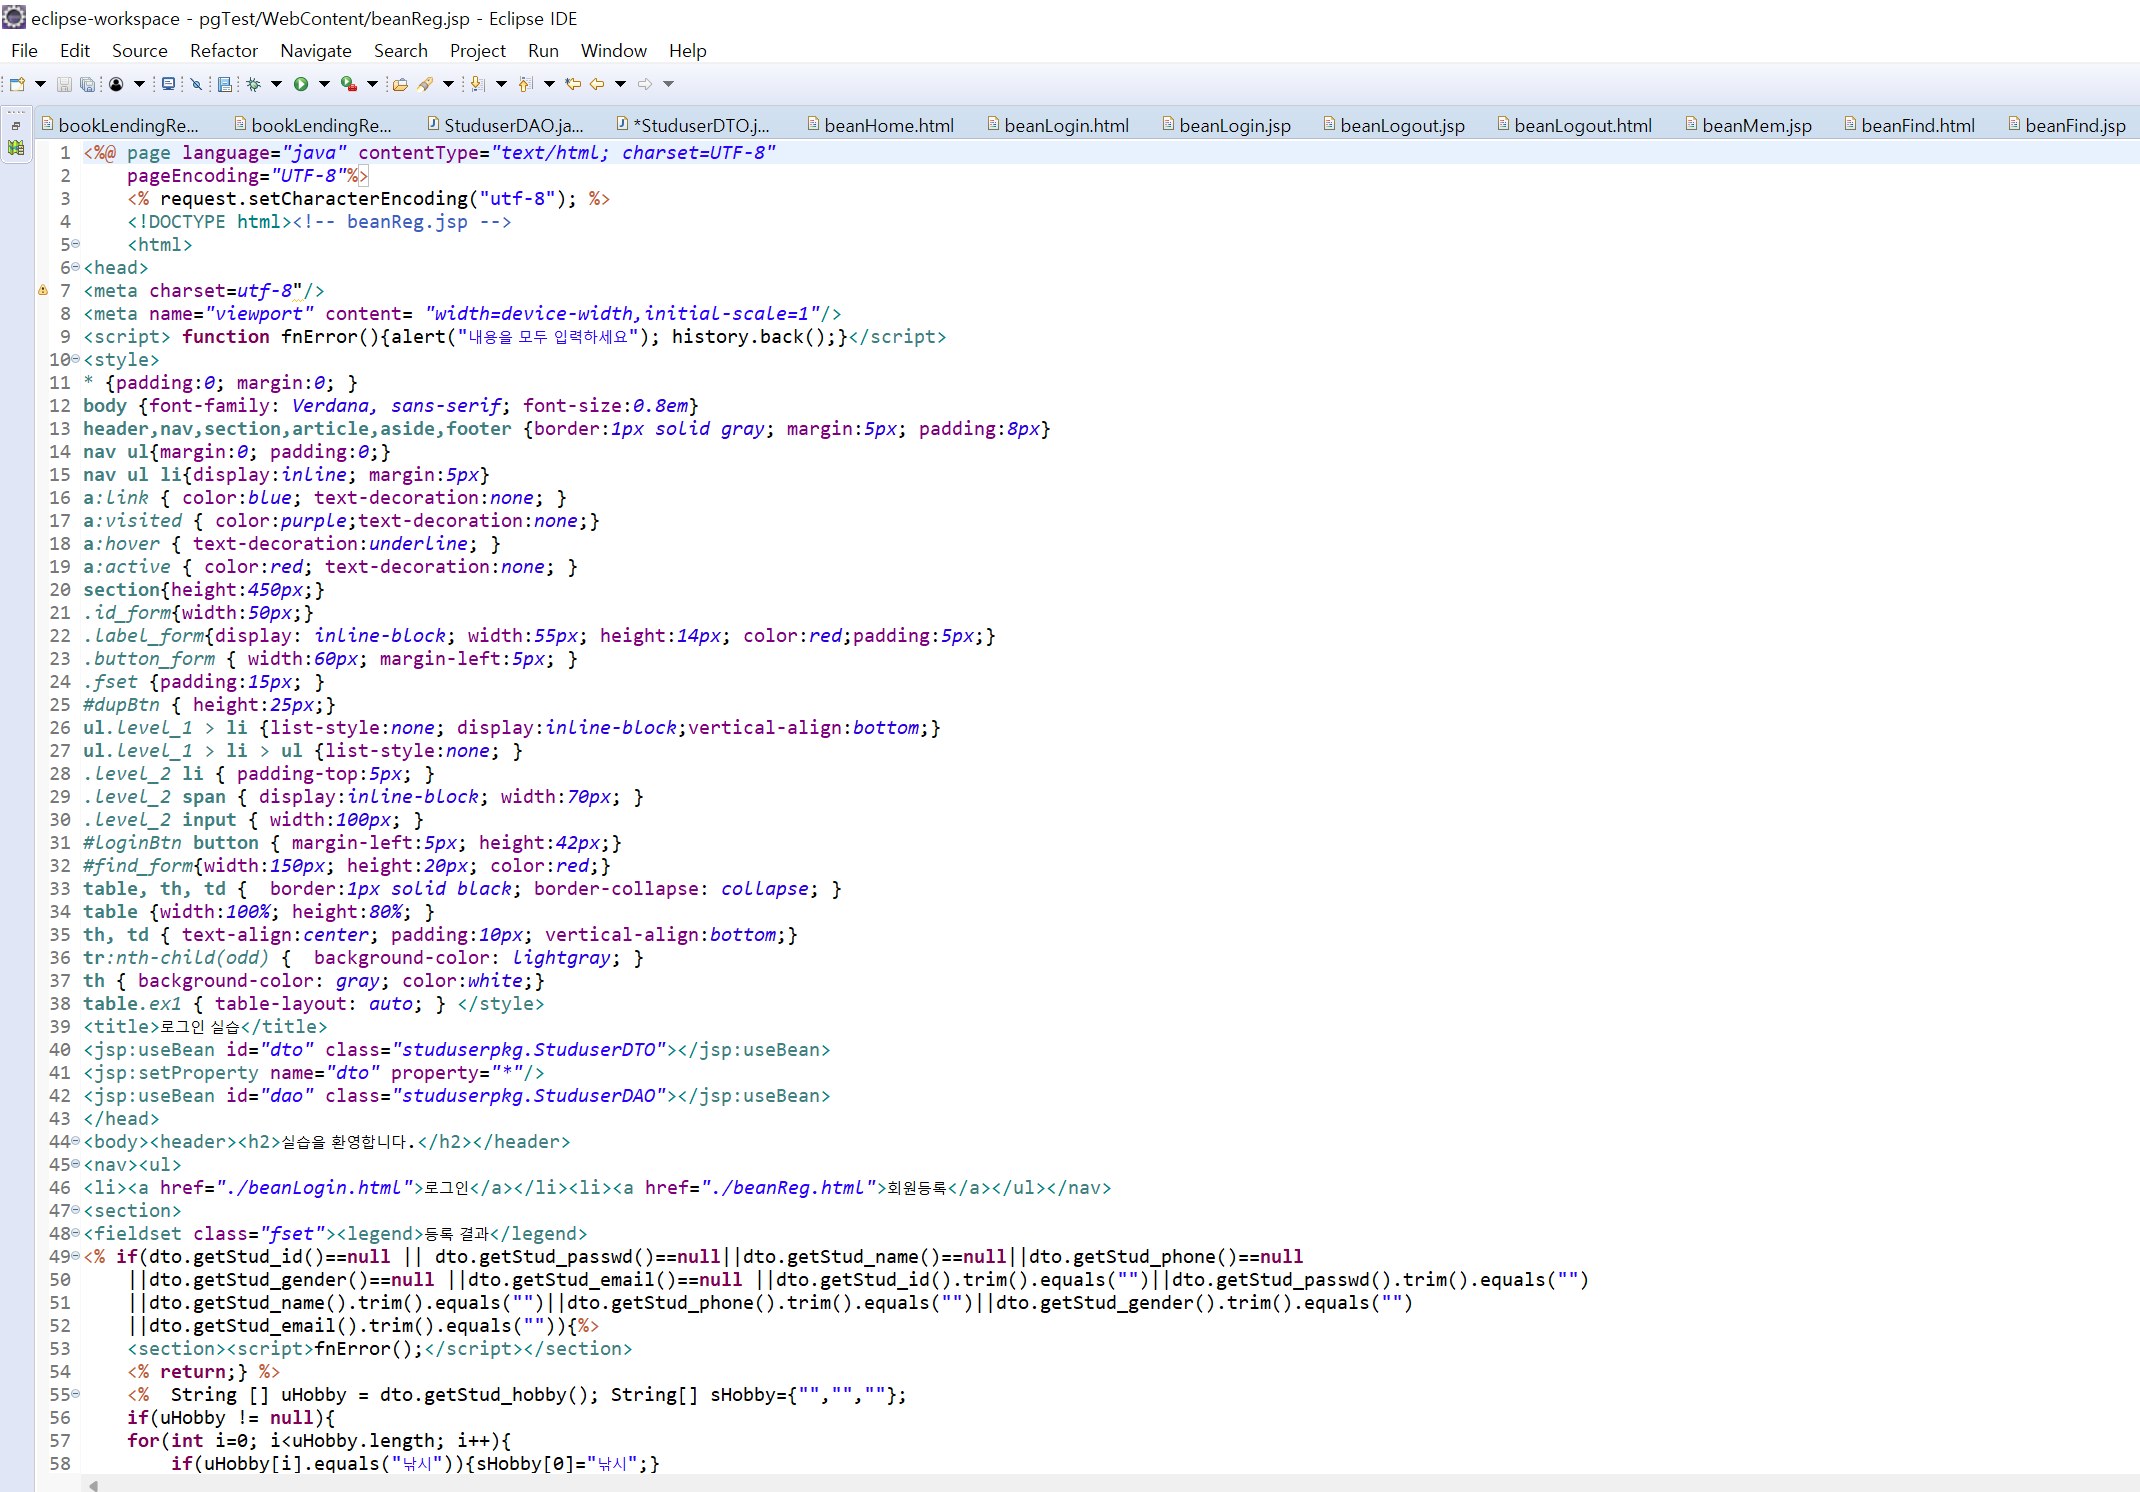 eclipse-workspace - pgTest/WebContent/beanReg.jsp - Eclipse IDE
File Edit Source Refactor Navigate Search Project Run Window Help
bookLendingRe... bookLendingRe... StuduserDAO.ja... *StuduserDTO.j... beanHome.html beanLogin.html beanLogin.jsp beanLogout.jsp beanLogout.html beanMem.jsp beanFind.html beanFind.jsp
1 <%@ page language="java" contentType="text/html; charset=UTF-8"
2     pageEncoding="UTF-8"%>
3     <% request.setCharacterEncoding("utf-8"); %>
4     <!DOCTYPE html><!-- beanReg.jsp -->
5     <html>
6 <head>
7 <meta charset=utf-8"/>
8 <meta name="viewport" content= "width=device-width,initial-scale=1"/>
9 <script> function fnError(){alert("내용을 모두 입력하세요"); history.back();}</script>
10 <style>
11 * {padding:0; margin:0; }
12 body {font-family: Verdana, sans-serif; font-size:0.8em}
13 header,nav,section,article,aside,footer {border:1px solid gray; margin:5px; padding:8px}
14 nav ul{margin:0; padding:0;}
15 nav ul li{display:inline; margin:5px}
16 a:link { color:blue; text-decoration:none; }
17 a:visited { color:purple;text-decoration:none;}
18 a:hover { text-decoration:underline; }
19 a:active { color:red; text-decoration:none; }
20 section{height:450px;}
21 .id_form{width:50px;}
22 .label_form{display: inline-block; width:55px; height:14px; color:red;padding:5px;}
23 .button_form { width:60px; margin-left:5px; }
24 .fset {padding:15px; }
25 #dupBtn { height:25px;}
26 ul.level_1 > li {list-style:none; display:inline-block;vertical-align:bottom;}
27 ul.level_1 > li > ul {list-style:none; }
28 .level_2 li { padding-top:5px; }
29 .level_2 span { display:inline-block; width:70px; }
30 .level_2 input { width:100px; }
31 #loginBtn button { margin-left:5px; height:42px;}
32 #find_form{width:150px; height:20px; color:red;}
33 table, th, td {  border:1px solid black; border-collapse: collapse; }
34 table {width:100%; height:80%; }
35 th, td { text-align:center; padding:10px; vertical-align:bottom;}
36 tr:nth-child(odd) {  background-color: lightgray; }
37 th { background-color: gray; color:white;}
38 table.ex1 { table-layout: auto; } </style>
39 <title>로그인 실습</title>
40 <jsp:useBean id="dto" class="studuserpkg.StuduserDTO"></jsp:useBean>
41 <jsp:setProperty name="dto" property="*"/>
42 <jsp:useBean id="dao" class="studuserpkg.StuduserDAO"></jsp:useBean>
43 </head>
44 <body><header><h2>실습을 환영합니다.</h2></header>
45 <nav><ul>
46 <li><a href="./beanLogin.html">로그인</a></li><li><a href="./beanReg.html">회원등록</a></ul></nav>
47 <section>
48 <fieldset class="fset"><legend>등록 결과</legend>
49 <% if(dto.getStud_id()==null || dto.getStud_passwd()==null||dto.getStud_name()==null||dto.getStud_phone()==null
50     ||dto.getStud_gender()==null ||dto.getStud_email()==null ||dto.getStud_id().trim().equals("")||dto.getStud_passwd().trim().equals("")
51     ||dto.getStud_name().trim().equals("")||dto.getStud_phone().trim().equals("")||dto.getStud_gender().trim().equals("")
52     ||dto.getStud_email().trim().equals("")){%>
53     <section><script>fnError();</script></section>
54     <% return;} %>
55     <%  String [] uHobby = dto.getStud_hobby(); String[] sHobby={"","",""};
56     if(uHobby != null){
57     for(int i=0; i<uHobby.length; i++){
58         if(uHobby[i].equals("낚시")){sHobby[0]="낚시";}